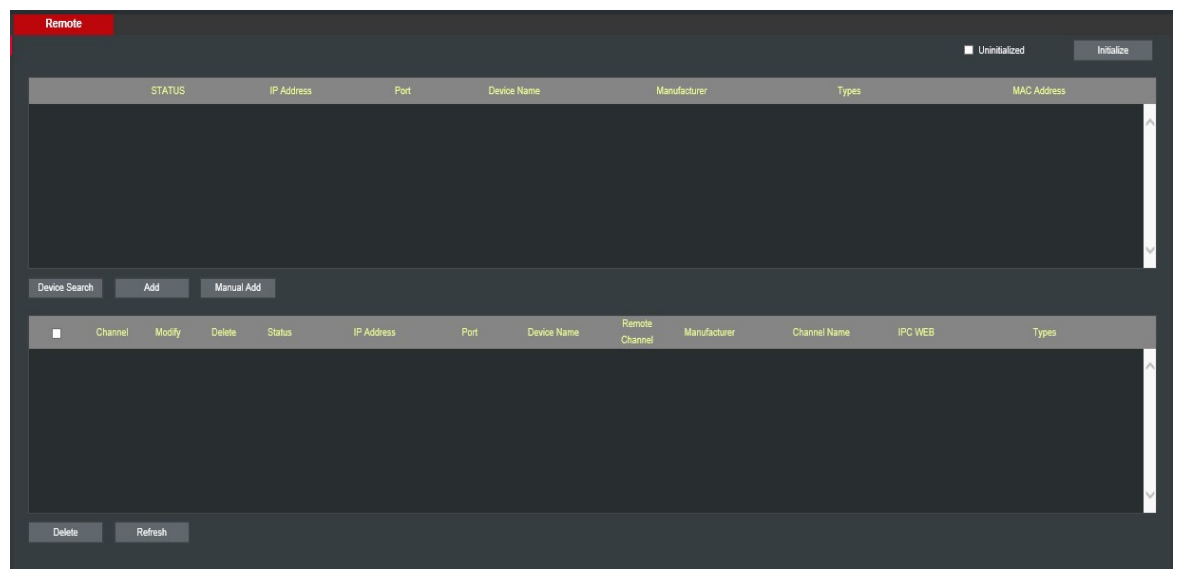 Remote
Uninitialized Initialize
STATUS IP Address Port Device Name Manufacturer Types MAC Address
Device Search Add Manual Add
Channel Modify Delete Status IP Address Port Device Name Remote Channel Manufacturer Channel Name IPC WEB Types
Delete Refresh